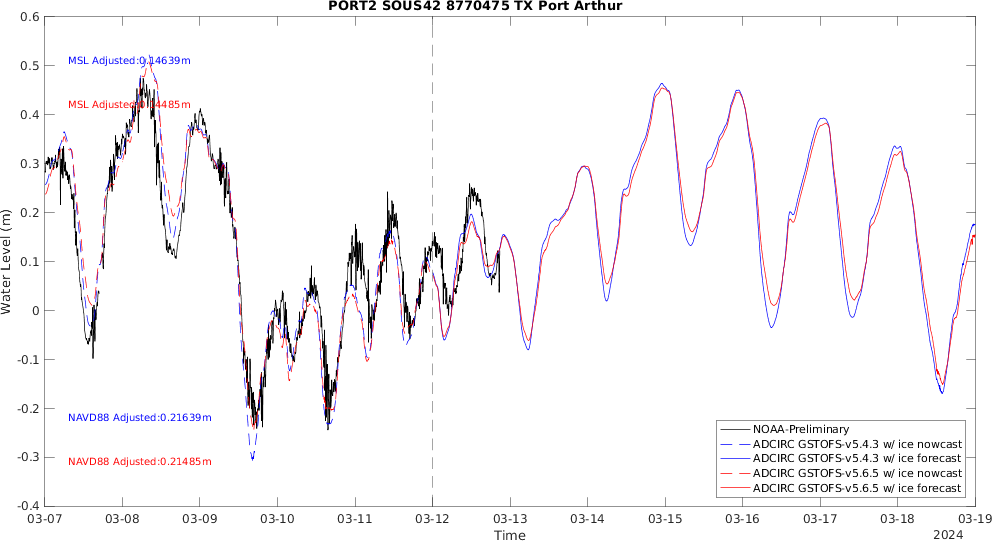 PORT2 SOUS42 8770475 TX Port Arthur
0.6
0.5
0.4
0.3
0.2
0.1
0
-0.1
-0.2
-0.3
-0.4
Water Level (m)
MSL Adjusted:0.14639m
MSL Adjusted:0.14485m
NAVD88 Adjusted:0.21639m
NAVD88 Adjusted:0.21485m
NOAA-Preliminary
ADCIRC GSTOFS-v5.4.3 w/ ice nowcast
ADCIRC GSTOFS-v5.4.3 w/ ice forecast
ADCIRC GSTOFS-v5.6.5 w/ ice nowcast
ADCIRC GSTOFS-v5.6.5 w/ ice forecast
03-07 03-08 03-09 03-10 03-11 03-12 03-13 03-14 03-15 03-16 03-17 03-18 03-19
Time
2024